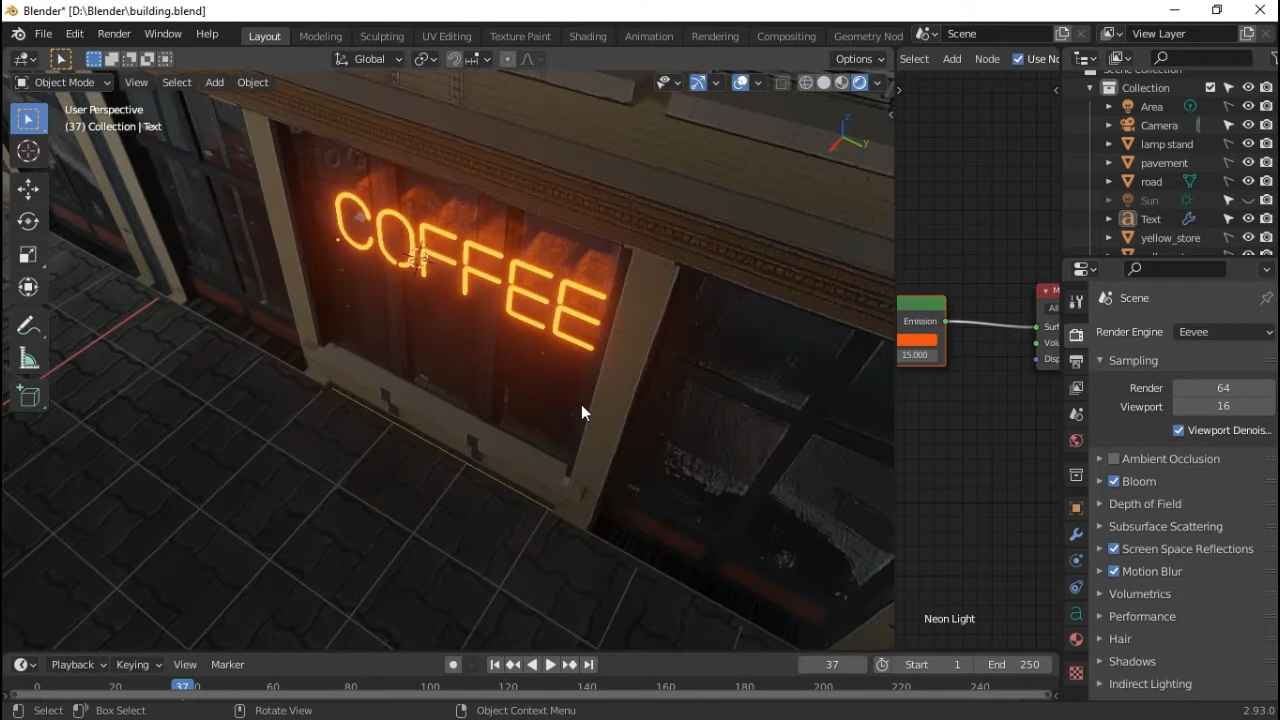 Blender* [D:\Blender\building.blend]
File Edit Render Window Help Layout Modeling Sculpting UV Editing Texture Paint Shading Animation Rendering Compositing Geometry Nod Scene View Layer
Global Options Select Add Node Use No
Object Mode View Select Add Object
Scene Collection
Collection
User Perspective
(37) Collection | Text
Area
Camera
lamp stand
pavement
road
Sun
Text
yellow_store
COFFEE
Z
Y
Emission
15.000
M
All
Surf
Volu
Disp
Neon Light
Scene
Render Engine Eevee
Sampling
Render 64
Viewport 16
Viewport Denois...
Ambient Occlusion
Bloom
Depth of Field
Subsurface Scattering
Screen Space Reflections
Motion Blur
Volumetrics
Performance
Hair
Shadows
Indirect Lighting
Playback Keying View Marker 37 Start 1 End 250
0 20 37 60 80 100 120 140 160 180 200 220 240
Select Box Select Rotate View Object Context Menu 2.93.0